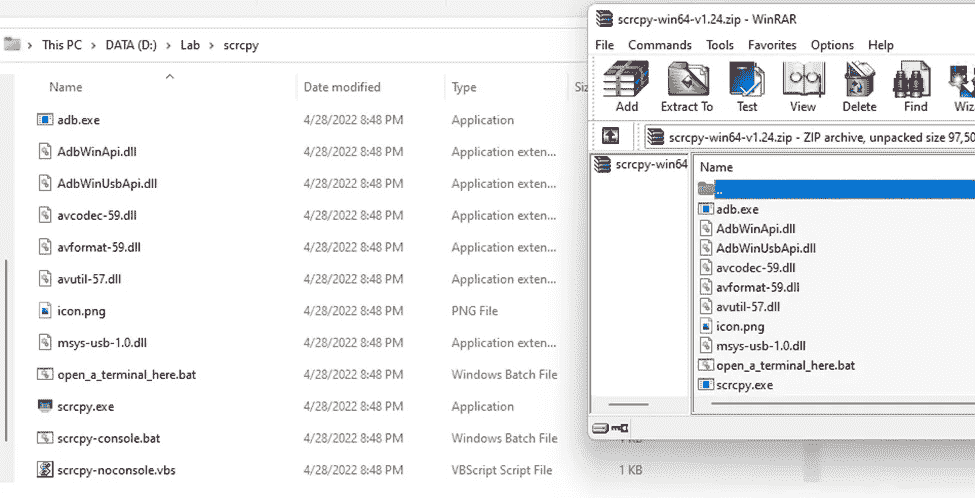 This PC > DATA (D:) > Lab > scrcpy
Name Date modified Type
adb.exe 4/28/2022 8:48 PM Application
AdbWinApi.dll 4/28/2022 8:48 PM Application exten...
AdbWinUsbApi.dll 4/28/2022 8:48 PM Application exten...
avcodec-59.dll 4/28/2022 8:48 PM Application exten...
avformat-59.dll 4/28/2022 8:48 PM Application exten...
avutil-57.dll 4/28/2022 8:48 PM Application exten...
icon.png 4/28/2022 8:48 PM PNG File
msys-usb-1.0.dll 4/28/2022 8:48 PM Application exten...
open_a_terminal_here.bat 4/28/2022 8:48 PM Windows Batch File
scrcpy.exe 4/28/2022 8:48 PM Application
scrcpy-console.bat 4/28/2022 8:48 PM Windows Batch File
scrcpy-noconsole.vbs 4/28/2022 8:48 PM VBScript Script File 1 KB
scrcpy-win64-v1.24.zip - WinRAR
File Commands Tools Favorites Options Help
Add Extract To Test View Delete Find Wiz
scrcpy-win64-v1.24.zip - ZIP archive, unpacked size 97,50
scrcpy-win64
Name
..
adb.exe
AdbWinApi.dll
AdbWinUsbApi.dll
avcodec-59.dll
avformat-59.dll
avutil-57.dll
icon.png
msys-usb-1.0.dll
open_a_terminal_here.bat
scrcpy.exe